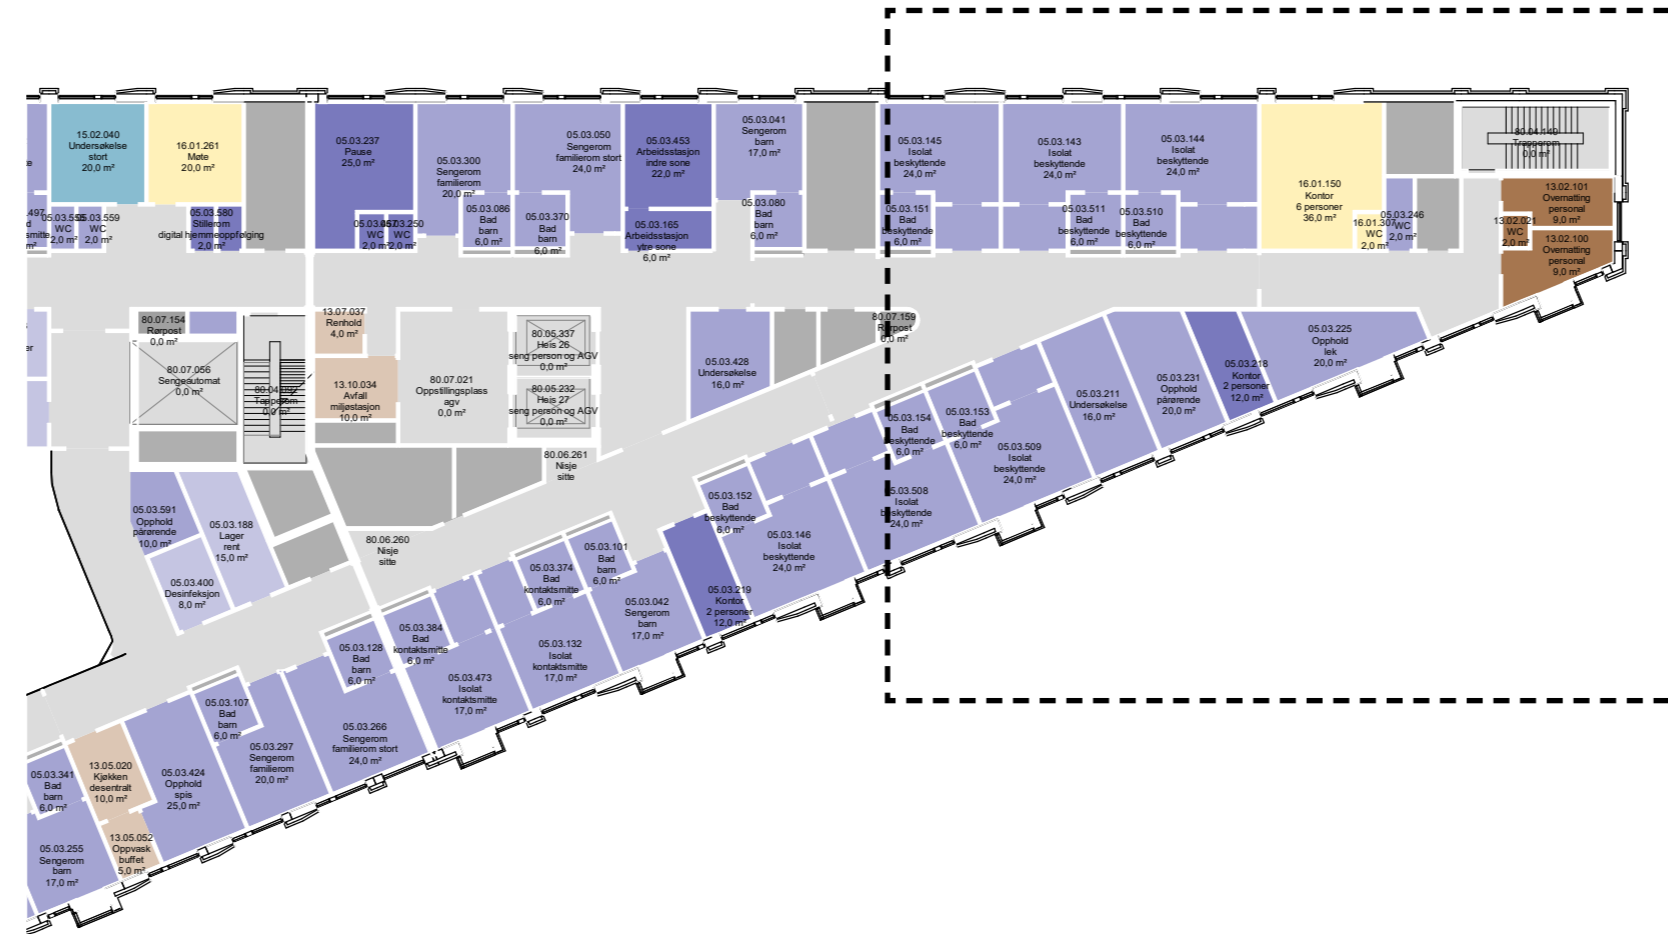 15.02.040
Undersøkelse
stort
20,0 m²
16.01.261
Møte
20,0 m²
05.03.237
Pause
25,0 m²
05.03.300
Sengerom
familierom
20,0 m²
05.03.050
Sengerom
familierom stort
24,0 m²
05.03.453
Arbeidsstasjon
indre sone
22,0 m²
05.03.041
Sengerom
barn
17,0 m²
05.03.145
Isolat
beskyttende
24,0 m²
05.03.143
Isolat
beskyttende
24,0 m²
05.03.144
Isolat
beskyttende
24,0 m²
16.01.150
Kontor
6 personer
36,0 m²
80.04.149
Trapperom
0,0 m²
13.02.101
Overnatting
personal
9,0 m²
WC
2,0 m²
05.03.559
WC
2,0 m²
05.03.580
Stillerom
digital hjemmeoppfølging
2,0 m²
WC
2,0 m²
WC
2,0 m²
05.03.086
Bad
barn
6,0 m²
05.03.370
Bad
barn
6,0 m²
05.03.165
Arbeidsstasjon
ytre sone
6,0 m²
05.03.080
Bad
barn
6,0 m²
05.03.151
Bad
beskyttende
6,0 m²
05.03.511
Bad
beskyttende
6,0 m²
05.03.510
Bad
beskyttende
6,0 m²
16.01.307
WC
2,0 m²
05.03.246
WC
2,0 m²
13.02.021
WC
2,0 m²
13.02.100
Overnatting
personal
9,0 m²
80.07.154
Rørpost
0,0 m²
80.07.056
Sengeautomat
0,0 m²
Trapperom
0,0 m²
13.07.037
Renhold
4,0 m²
13.10.034
Avfall
miljøstasjon
10,0 m²
80.07.021
Oppstillingsplass
agv
0,0 m²
80.05.337
Heis 26
seng person og AGV
0,0 m²
80.05.232
Heis 27
seng person og AGV
0,0 m²
05.03.428
Undersøkelse
16,0 m²
80.07.159
Rørpost
0,0 m²
05.03.225
Opphold
lek
20,0 m²
05.03.218
Kontor
2 personer
12,0 m²
05.03.231
Opphold
pårørende
20,0 m²
05.03.211
Undersøkelse
16,0 m²
05.03.153
Bad
beskyttende
6,0 m²
05.03.154
Bad
beskyttende
6,0 m²
05.03.509
Isolat
beskyttende
24,0 m²
05.03.508
Isolat
beskyttende
24,0 m²
80.06.261
Nisje
sitte
05.03.152
Bad
beskyttende
6,0 m²
05.03.146
Isolat
beskyttende
24,0 m²
05.03.591
Opphold
pårørende
10,0 m²
05.03.188
Lager
rent
15,0 m²
05.03.400
Desinfeksjon
8,0 m²
80.06.260
Nisje
sitte
05.03.101
Bad
barn
6,0 m²
05.03.374
Bad
kontaktsmitte
6,0 m²
05.03.219
Kontor
2 personer
12,0 m²
05.03.042
Sengerom
barn
17,0 m²
05.03.384
Bad
kontaktsmitte
6,0 m²
05.03.132
Isolat
kontaktsmitte
17,0 m²
05.03.128
Bad
barn
6,0 m²
05.03.473
Isolat
kontaktsmitte
17,0 m²
05.03.107
Bad
barn
6,0 m²
05.03.266
Sengerom
familierom stort
24,0 m²
05.03.297
Sengerom
familierom
20,0 m²
05.03.341
Bad
barn
6,0 m²
13.05.020
Kjøkken
desentralt
10,0 m²
05.03.424
Opphold
spis
25,0 m²
13.05.052
Oppvask
buffet
5,0 m²
05.03.255
Sengerom
barn
17,0 m²